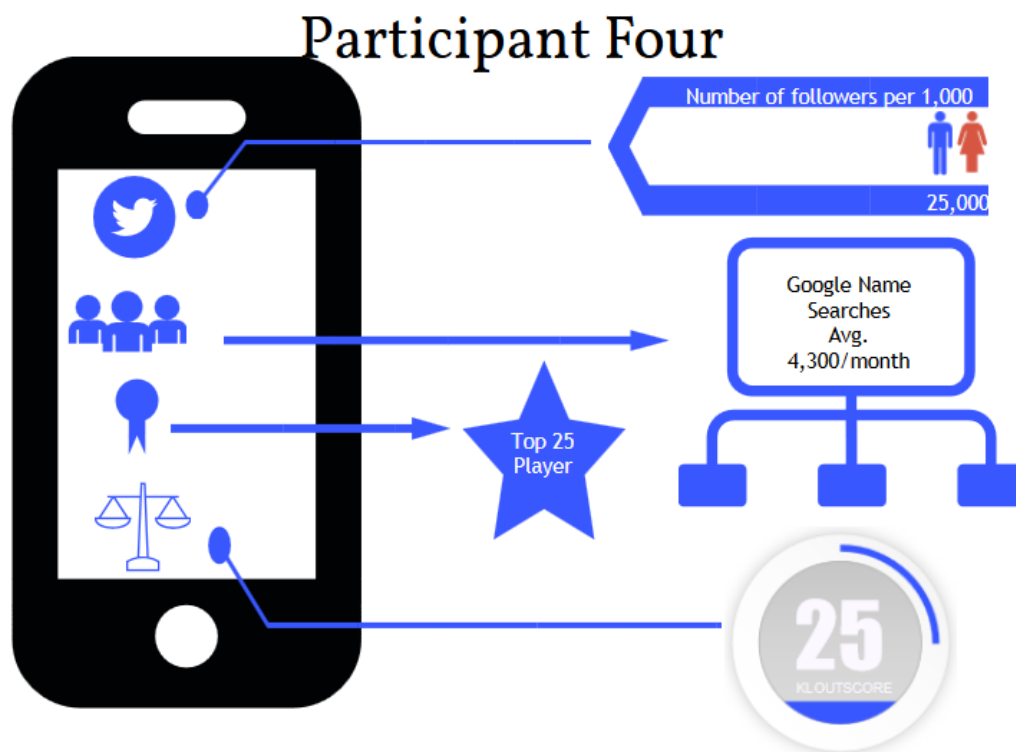 Participant Four
Number of followers per 1,000
25,000
Google Name
Searches
Avg.
4,300/month
Top 25
Player
25
KLOUTSCORE